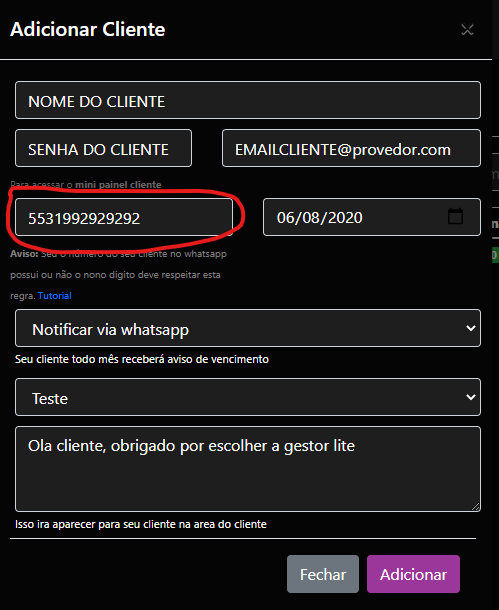 Adicionar Cliente
NOME DO CLIENTE
SENHA DO CLIENTE
EMAILCLIENTE@provedor.com
Para acessar o mini painel cliente
5531992929292
06/08/2020
Aviso: Seu o número do seu cliente no whatsapp
possui ou não o nono digito deve respeitar esta
regra. Tutorial
Notificar via whatsapp
Seu cliente todo mês receberá aviso de vencimento
Teste
Ola cliente, obrigado por escolher a gestor lite
Isso ira aparecer para seu cliente na area do cliente
Fechar
Adicionar